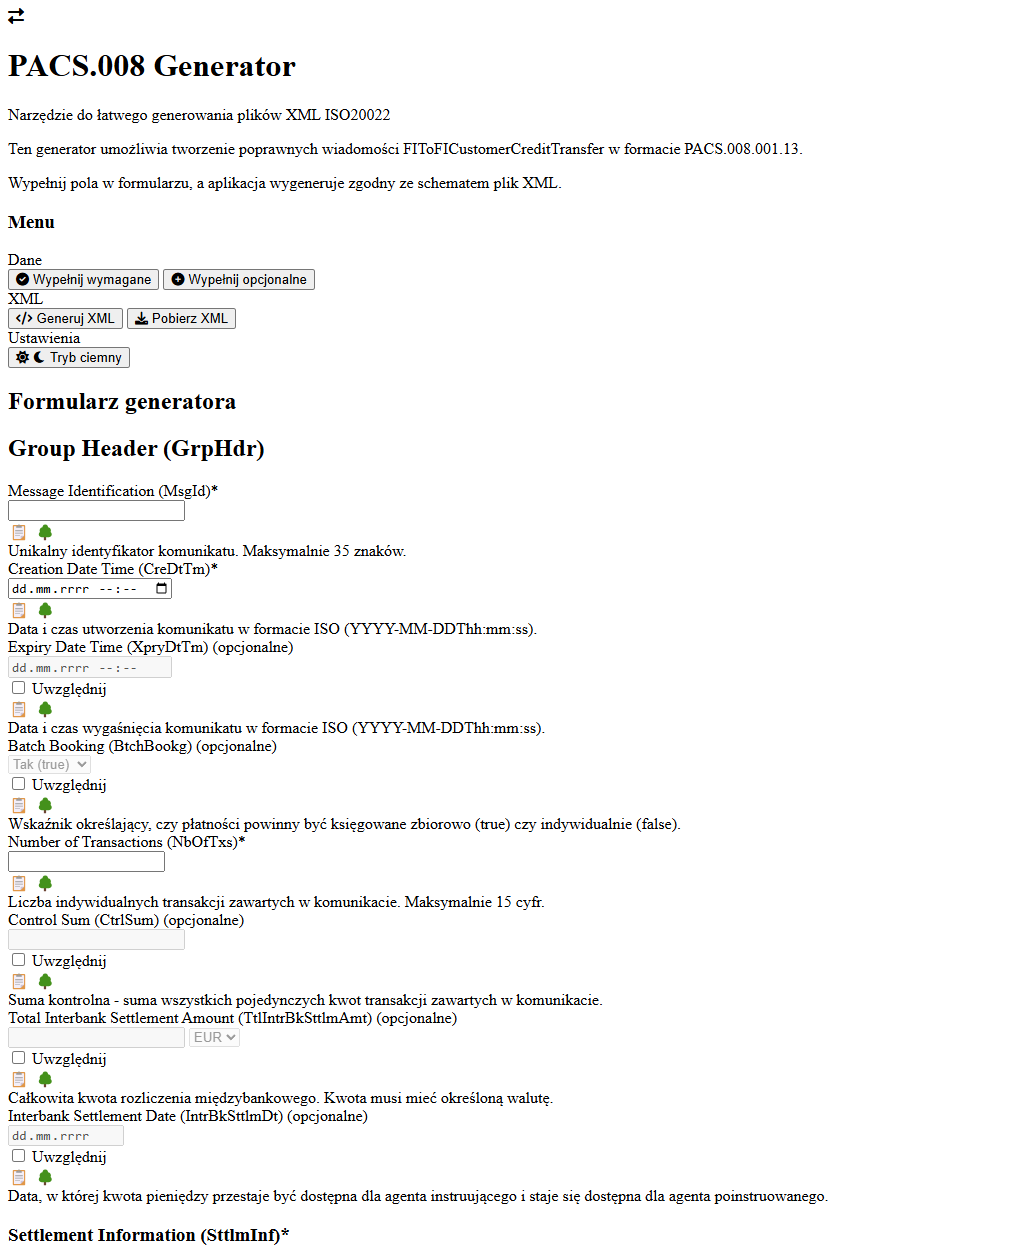 PACS.008 Generator
Narzędzie do łatwego generowania plików XML ISO20022
Ten generator umożliwia tworzenie poprawnych wiadomości FIToFICustomerCreditTransfer w formacie PACS.008.001.13.
Wypełnij pola w formularzu, a aplikacja wygeneruje zgodny ze schematem plik XML.
Menu
Dane
Wypełnij wymagane Wypełnij opcjonalne
XML
</> Generuj XML Pobierz XML
Ustawienia
Tryb ciemny
Formularz generatora
Group Header (GrpHdr)
Message Identification (MsgId)*
Unikalny identyfikator komunikatu. Maksymalnie 35 znaków.
Creation Date Time (CreDtTm)*
dd.mm.rrrr --:--
Data i czas utworzenia komunikatu w formacie ISO (YYYY-MM-DDThh:mm:ss).
Expiry Date Time (XpryDtTm) (opcjonalne)
dd.mm.rrrr --:--
Uwzględnij
Data i czas wygaśnięcia komunikatu w formacie ISO (YYYY-MM-DDThh:mm:ss).
Batch Booking (BtchBookg) (opcjonalne)
Tak (true)
Uwzględnij
Wskaźnik określający, czy płatności powinny być księgowane zbiorowo (true) czy indywidualnie (false).
Number of Transactions (NbOfTxs)*
Liczba indywidualnych transakcji zawartych w komunikacie. Maksymalnie 15 cyfr.
Control Sum (CtrlSum) (opcjonalne)
Uwzględnij
Suma kontrolna - suma wszystkich pojedynczych kwot transakcji zawartych w komunikacie.
Total Interbank Settlement Amount (TtlIntrBkSttlmAmt) (opcjonalne)
EUR
Uwzględnij
Całkowita kwota rozliczenia międzybankowego. Kwota musi mieć określoną walutę.
Interbank Settlement Date (IntrBkSttlmDt) (opcjonalne)
dd.mm.rrrr
Uwzględnij
Data, w której kwota pieniędzy przestaje być dostępna dla agenta instruującego i staje się dostępna dla agenta poinstruowanego.
Settlement Information (SttlmInf)*